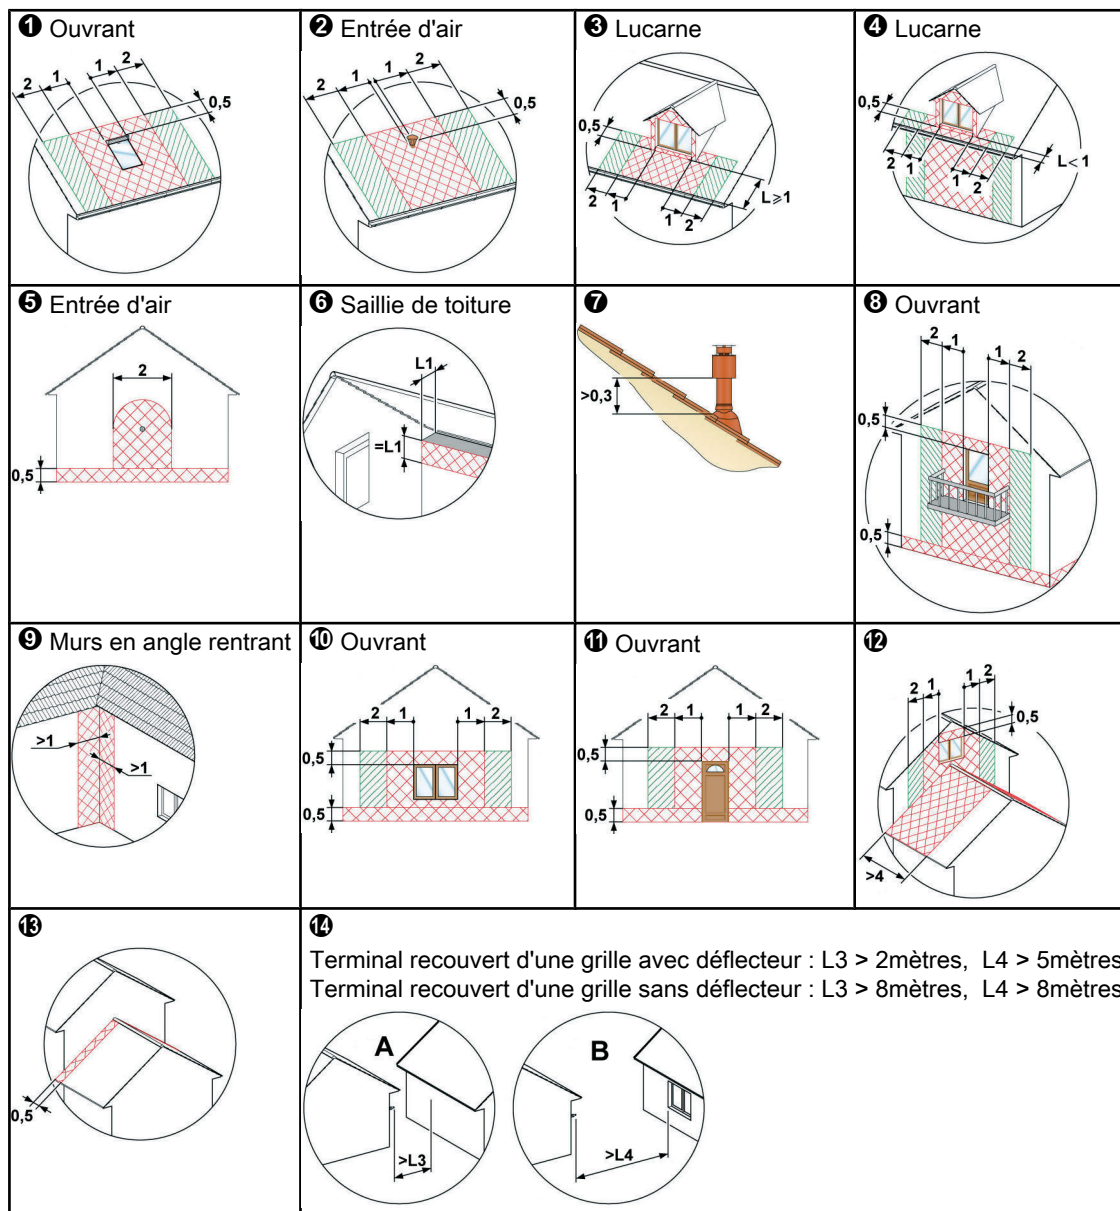 ❶ Ouvrant
2 1 1 2
0,5
❷ Entrée d'air
2 1 1 2
0,5
❸ Lucarne
0,5
2 1 1 2
L⩾1
❹ Lucarne
0,5
2 1 1 2
L<1
❺ Entrée d'air
2
0,5
❻ Saillie de toiture
L1
=L1
❼
>0,3
❽ Ouvrant
2 1 1 2
0,5
0,5
❾ Murs en angle rentrant
>1
>1
❿ Ouvrant
2 1 1 2
0,5
0,5
⓫ Ouvrant
2 1 1 2
0,5
0,5
⓬
2 1 1 2
0,5
>4
⓭
0,5
⓮
Terminal recouvert d'une grille avec déflecteur : L3 > 2mètres, L4 > 5mètres
Terminal recouvert d'une grille sans déflecteur : L3 > 8mètres, L4 > 8mètres
A
>L3
B
>L4